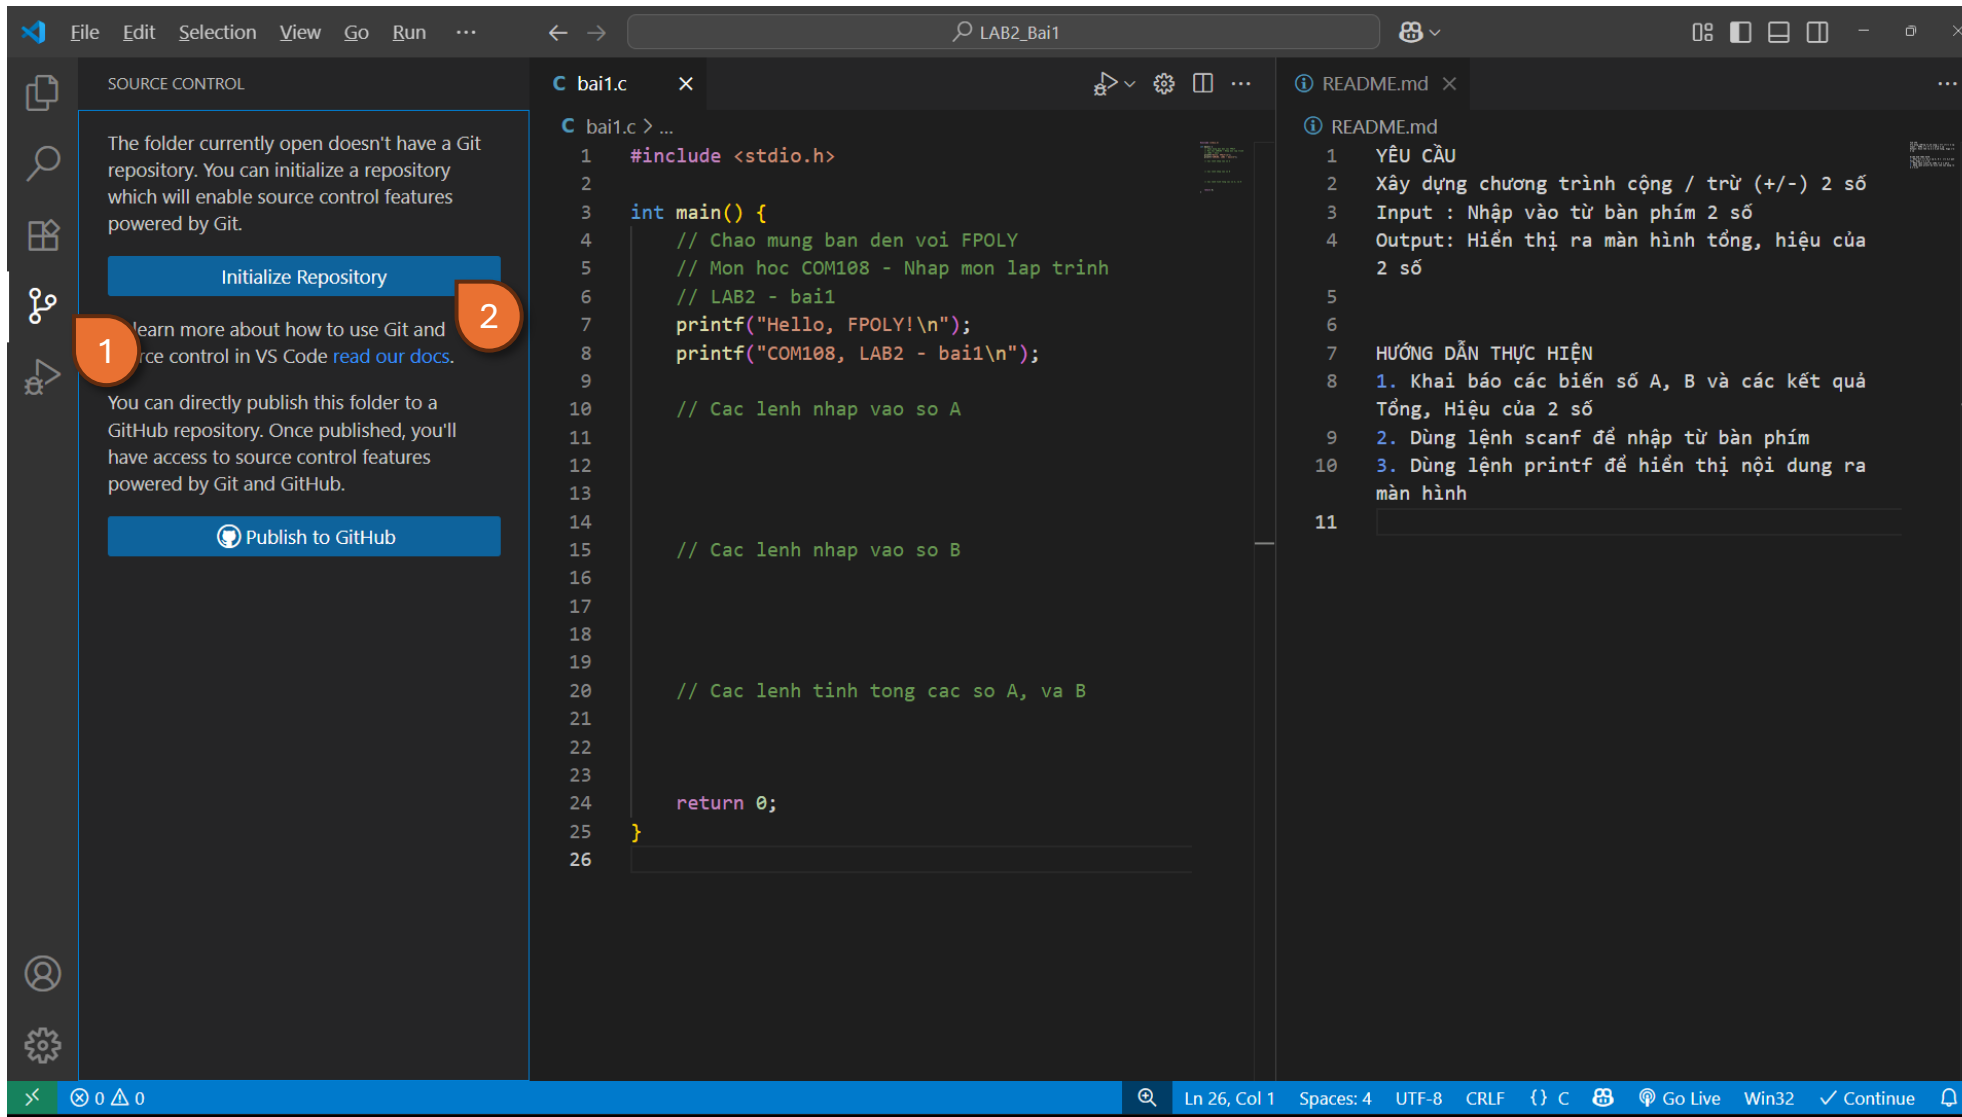 File Edit Selection View Go Run ... LAB2_Bai1
SOURCE CONTROL
The folder currently open doesn't have a Git
repository. You can initialize a repository
which will enable source control features
powered by Git.
Initialize Repository
2
learn more about how to use Git and
1
control in VS Code read our docs.
You can directly publish this folder to a
GitHub repository. Once published, you'll
have access to source control features
powered by Git and GitHub.
Publish to GitHub
C bai1.c
C bai1.c > ...
1 #include <stdio.h>
2
3 int main() {
4 // Chao mung ban den voi FPOLY
5 // Mon hoc COM108 - Nhap mon lap trinh
6 // LAB2 - bai1
7 printf("Hello, FPOLY!\n");
8 printf("COM108, LAB2 - bai1\n");
9
10 // Cac lenh nhap vao so A
11
12
13
14
15 // Cac lenh nhap vao so B
16
17
18
19
20 // Cac lenh tinh tong cac so A, va B
21
22
23
24 return 0;
25 }
26
README.md
README.md
1 YÊU CẦU
2 Xây dựng chương trình cộng / trừ (+/-) 2 số
3 Input : Nhập vào từ bàn phím 2 số
4 Output: Hiển thị ra màn hình tổng, hiệu của
2 số
5
6
7 HƯỚNG DẪN THỰC HIỆN
8 1. Khai báo các biến số A, B và các kết quả
Tổng, Hiệu của 2 số
9 2. Dùng lệnh scanf để nhập từ bàn phím
10 3. Dùng lệnh printf để hiển thị nội dung ra
màn hình
11
0 0 Ln 26, Col 1 Spaces: 4 UTF-8 CRLF {} C Go Live Win32 Continue